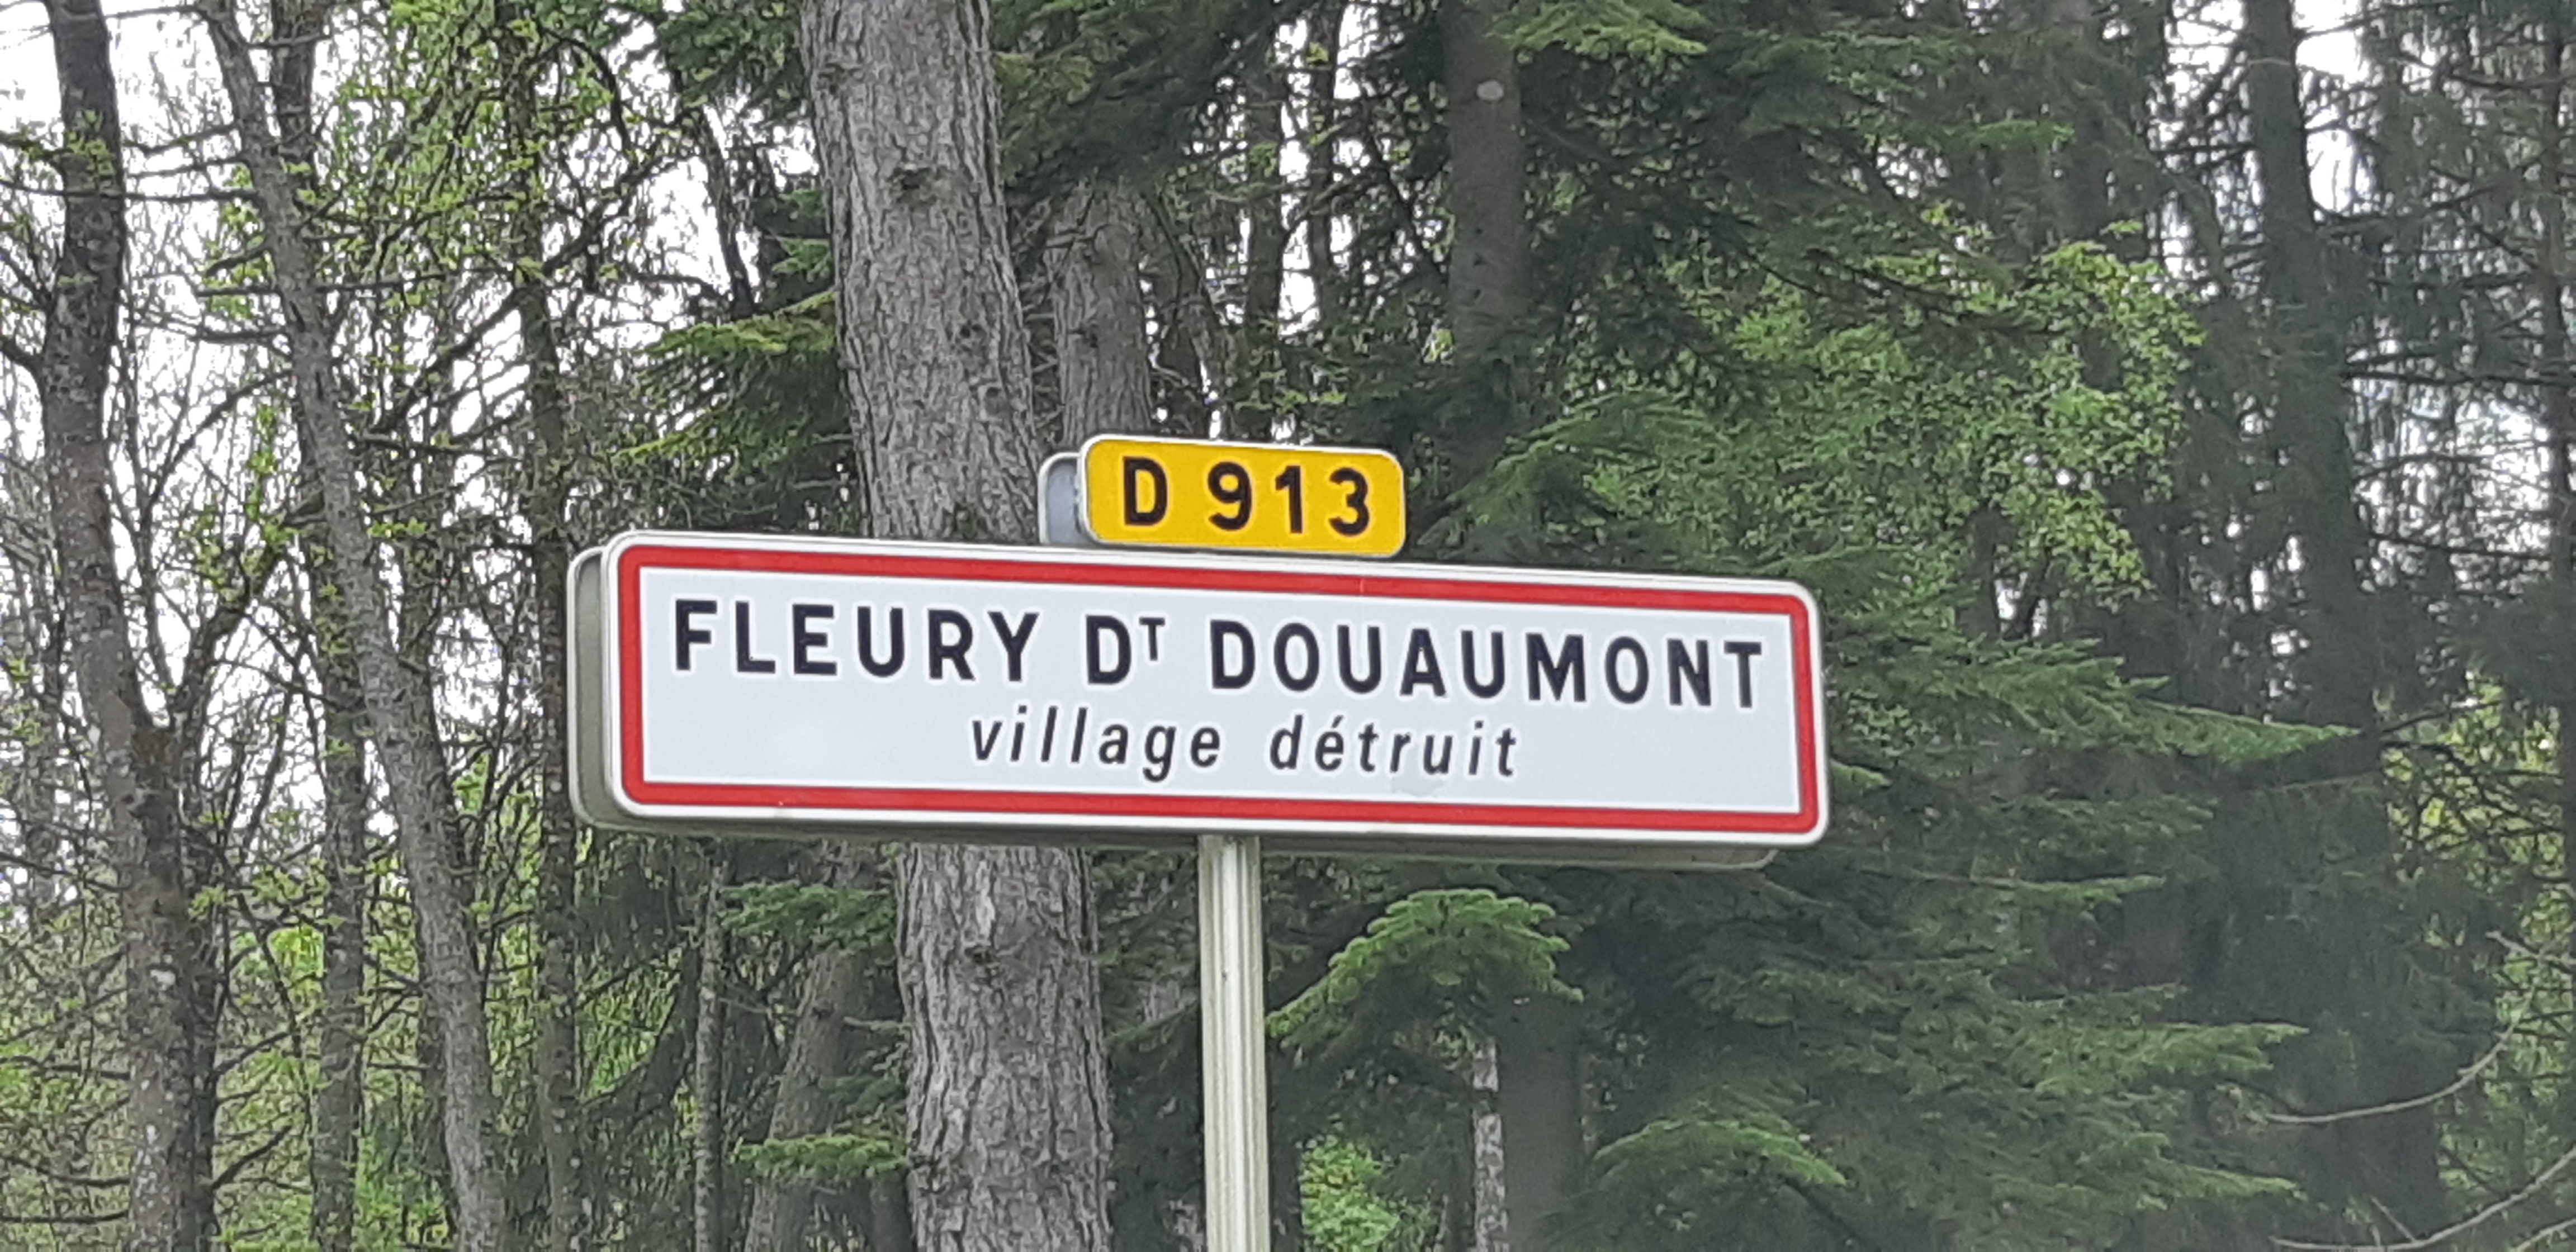 D 913
FLEURY DT DOUAUMONT
village détruit